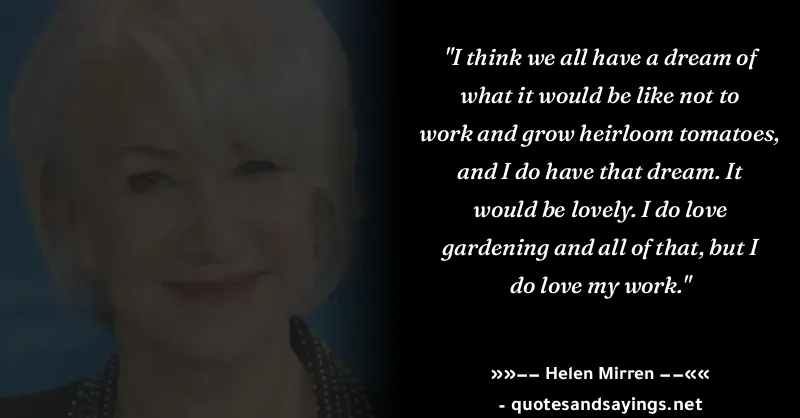 "I think we all have a dream of
what it would be like not to
work and grow heirloom tomatoes,
and I do have that dream. It
would be lovely. I do love
gardening and all of that, but I
do love my work."
»»−− Helen Mirren −−««
- quotesandsayings.net